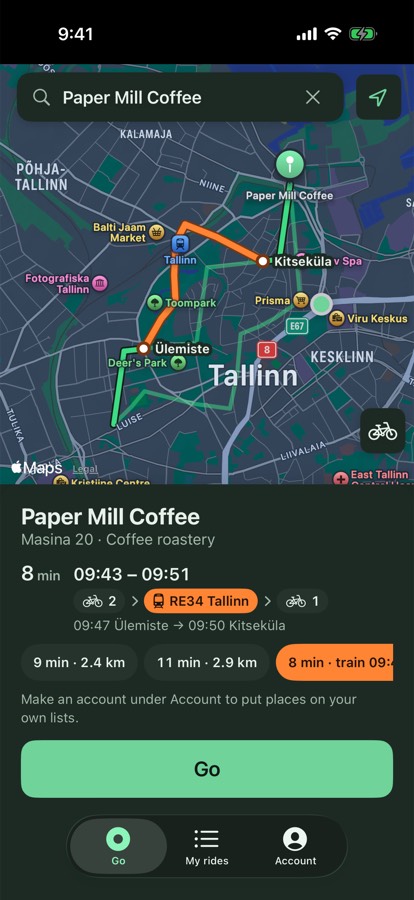 9:41
Paper Mill Coffee
KALAMAJA
PÕHJA-
TALLINN
NIINE
Paper Mill Coffee
Balti Jaam
Market
Tallinn
Kitseküla
v Spa
Fotografiska
Tallinn
Toompark
Prisma
E67
Viru Keskus
8
Ülemiste
Deer's Park
KESKLINN
Tallinn
TULIKA
LUISE
LIIVALAIA
Maps
Legal
Kristiine Centre
East Tallinn
Central Hos
Paper Mill Coffee
Masina 20 · Coffee roastery
8 min 09:43 – 09:51
2 > RE34 Tallinn > 1
09:47 Ülemiste → 09:50 Kitseküla
9 min · 2.4 km 11 min · 2.9 km 8 min · train 09:4
Make an account under Account to put places on your
own lists.
Go
Go My rides Account